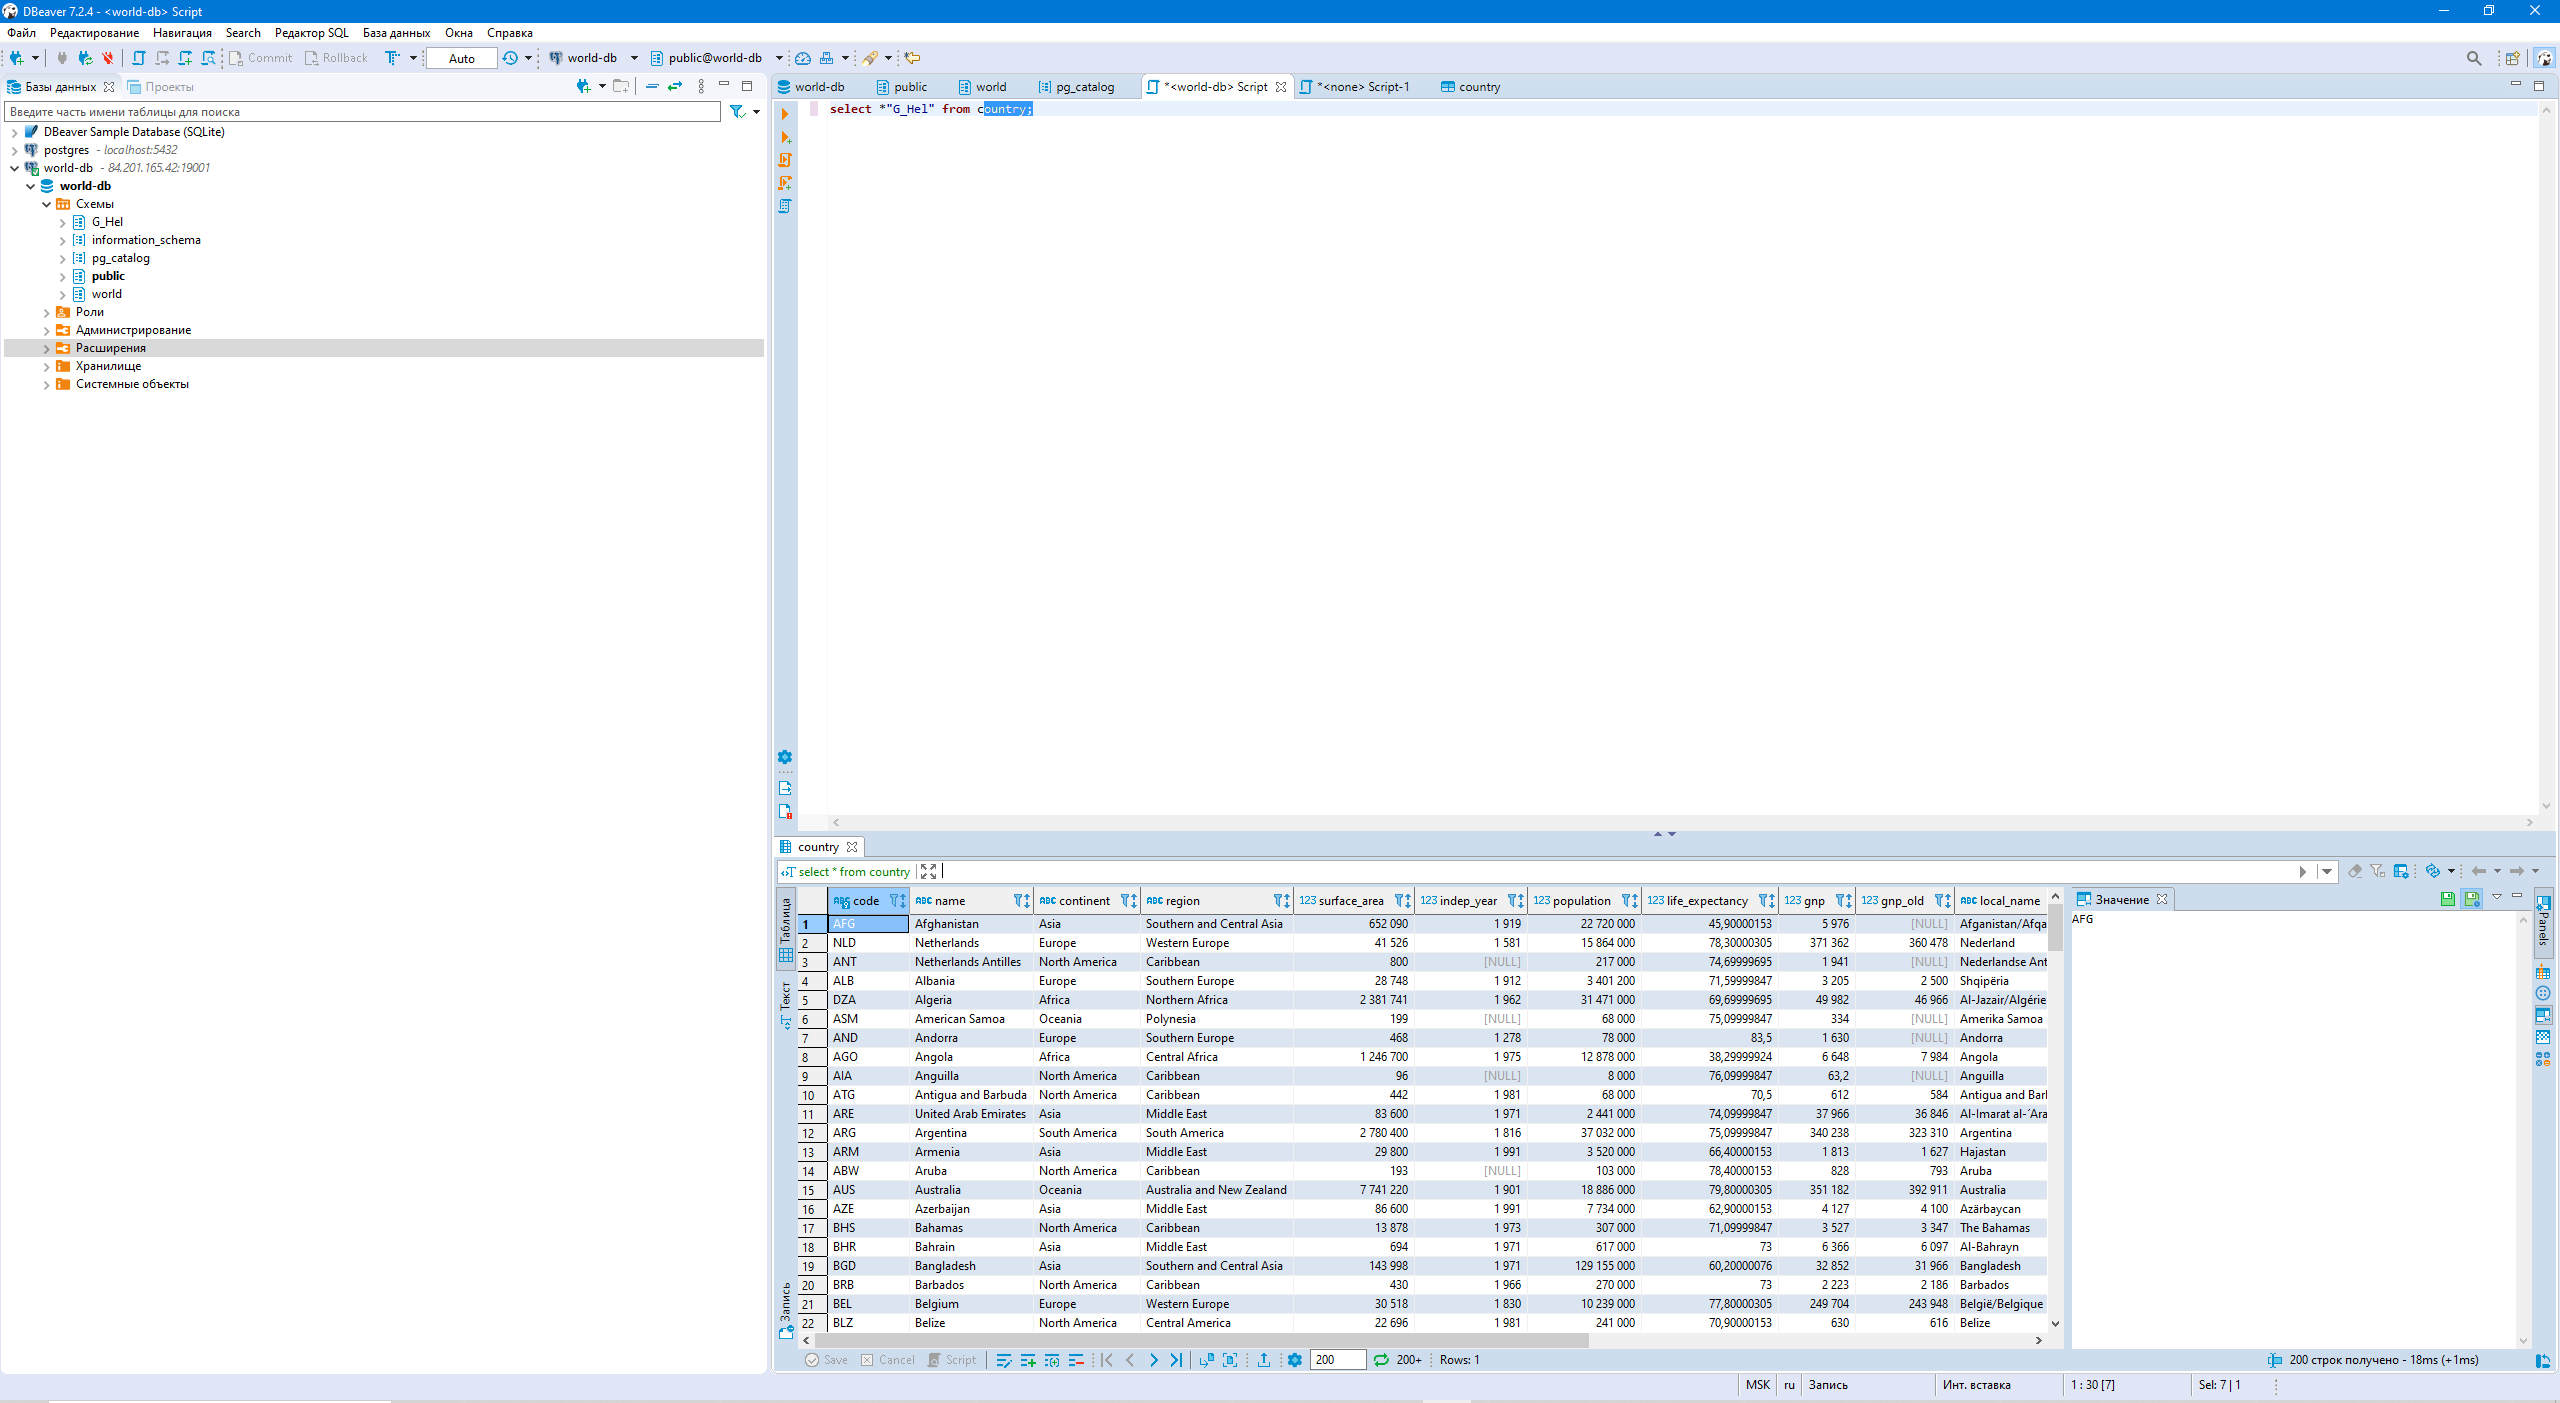 DBeaver 7.2.4 - <world-db> Script
Файл Редактирование Навигация Search Редактор SQL База данных Окна Справка
Commit Rollback Auto world-db public@world-db
Базы данных Проекты
Введите часть имени таблицы для поиска
DBeaver Sample Database (SQLite)
postgres - localhost:5432
world-db - 84.201.165.42:19001
world-db
Схемы
G_Hel
information_schema
pg_catalog
public
world
Роли
Администрирование
Расширения
Хранилище
Системные объекты
world-db public world pg_catalog *<world-db> Script *<none> Script-1 country
select *"G_Hel" from country;
country
select * from country
Таблица
Текст
Запись
ABC code ABC name ABC continent ABC region 123 surface_area 123 indep_year 123 population 123 life_expectancy 123 gnp 123 gnp_old ABC local_name
1 AFG Afghanistan Asia Southern and Central Asia 652 090 1 919 22 720 000 45,90000153 5 976 [NULL] Afganistan/Afqa
2 NLD Netherlands Europe Western Europe 41 526 1 581 15 864 000 78,30000305 371 362 360 478 Nederland
3 ANT Netherlands Antilles North America Caribbean 800 [NULL] 217 000 74,69999695 1 941 [NULL] Nederlandse Ant
4 ALB Albania Europe Southern Europe 28 748 1 912 3 401 200 71,59999847 3 205 2 500 Shqipëria
5 DZA Algeria Africa Northern Africa 2 381 741 1 962 31 471 000 69,69999695 49 982 46 966 Al-Jazair/Algérie
6 ASM American Samoa Oceania Polynesia 199 [NULL] 68 000 75,09999847 334 [NULL] Amerika Samoa
7 AND Andorra Europe Southern Europe 468 1 278 78 000 83,5 1 630 [NULL] Andorra
8 AGO Angola Africa Central Africa 1 246 700 1 975 12 878 000 38,29999924 6 648 7 984 Angola
9 AIA Anguilla North America Caribbean 96 [NULL] 8 000 76,09999847 63,2 [NULL] Anguilla
10 ATG Antigua and Barbuda North America Caribbean 442 1 981 68 000 70,5 612 584 Antigua and Bar
11 ARE United Arab Emirates Asia Middle East 83 600 1 971 2 441 000 74,09999847 37 966 36 846 Al-Imarat al-´Ara
12 ARG Argentina South America South America 2 780 400 1 816 37 032 000 75,09999847 340 238 323 310 Argentina
13 ARM Armenia Asia Middle East 29 800 1 991 3 520 000 66,40000153 1 813 1 627 Hajastan
14 ABW Aruba North America Caribbean 193 [NULL] 103 000 78,40000153 828 793 Aruba
15 AUS Australia Oceania Australia and New Zealand 7 741 220 1 901 18 886 000 79,80000305 351 182 392 911 Australia
16 AZE Azerbaijan Asia Middle East 86 600 1 991 7 734 000 62,90000153 4 127 4 100 Azärbaycan
17 BHS Bahamas North America Caribbean 13 878 1 973 307 000 71,09999847 3 527 3 347 The Bahamas
18 BHR Bahrain Asia Middle East 694 1 971 617 000 73 6 366 6 097 Al-Bahrayn
19 BGD Bangladesh Asia Southern and Central Asia 143 998 1 971 129 155 000 60,20000076 32 852 31 966 Bangladesh
20 BRB Barbados North America Caribbean 430 1 966 270 000 73 2 223 2 186 Barbados
21 BEL Belgium Europe Western Europe 30 518 1 830 10 239 000 77,80000305 249 704 243 948 België/Belgique
22 BLZ Belize North America Central America 22 696 1 981 241 000 70,90000153 630 616 Belize
Значение
AFG
Panels
Save Cancel Script 200 200+ Rows: 1
200 строк получено - 18ms (+1ms)
MSK ru Запись Инт. вставка 1 : 30 [7] Sel: 7 | 1